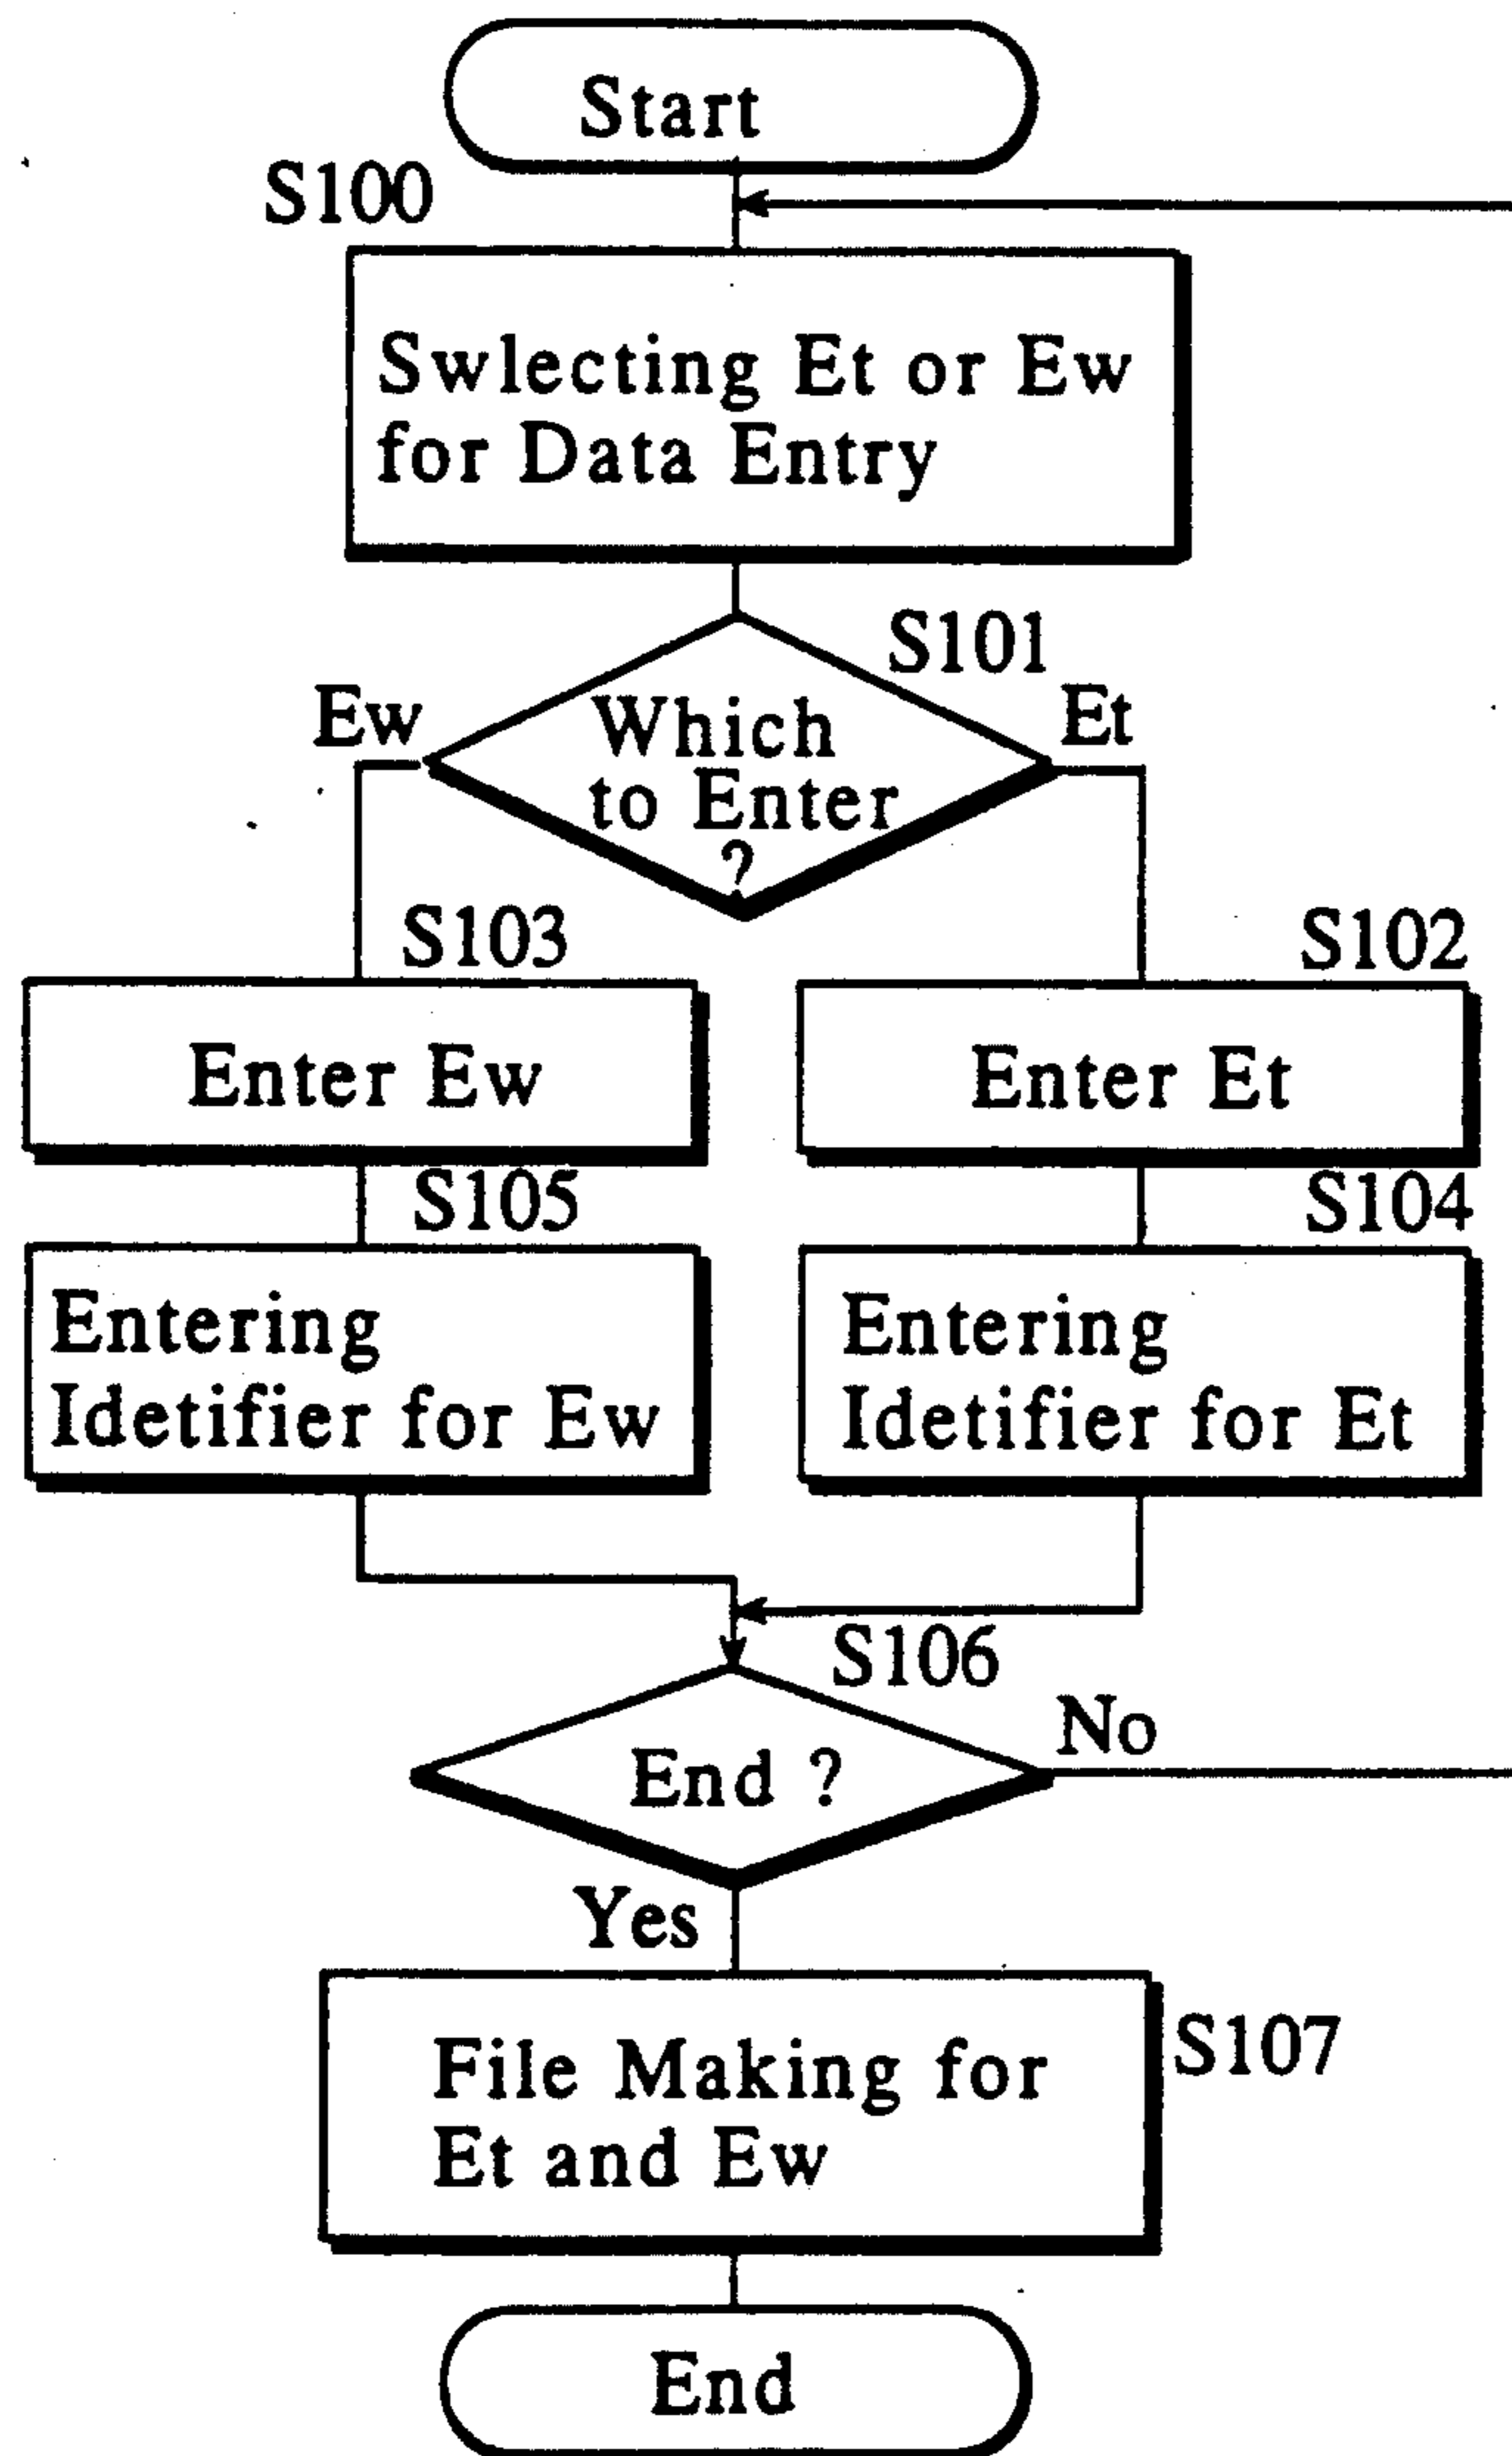 Start
S100
Swlecting Et or Ew
for Data Entry
S101
Ew
Et
Which
to Enter
?
S103
S102
Enter Ew
Enter Et
S105
S104
Entering
Idetifier for Ew
Entering
Idetifier for Et
S106
No
End ?
Yes
File Making for
Et and Ew
S107
End